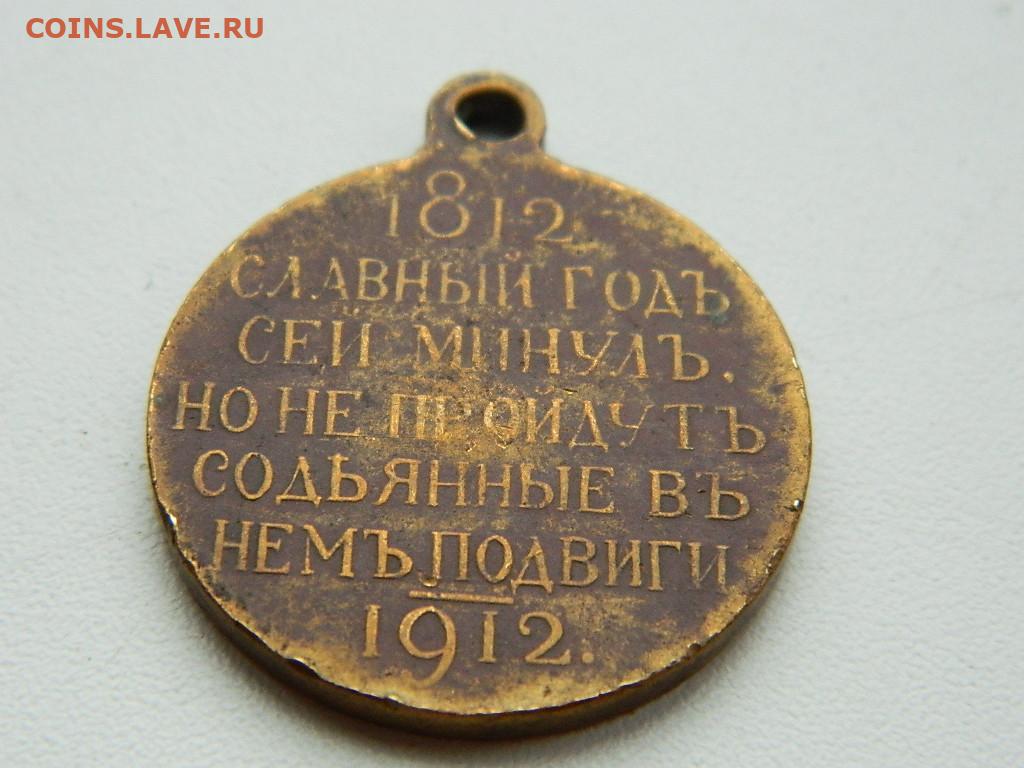 COINS.LAVE.RU
1812.
СЛАВНЫЙ ГОДЪ
СЕЙ МИНУЛЪ.
НО НЕ ПРОЙДУТЪ
СОДѢЯННЫЕ ВЪ
НЕМЪ ПОДВИГИ
1912.